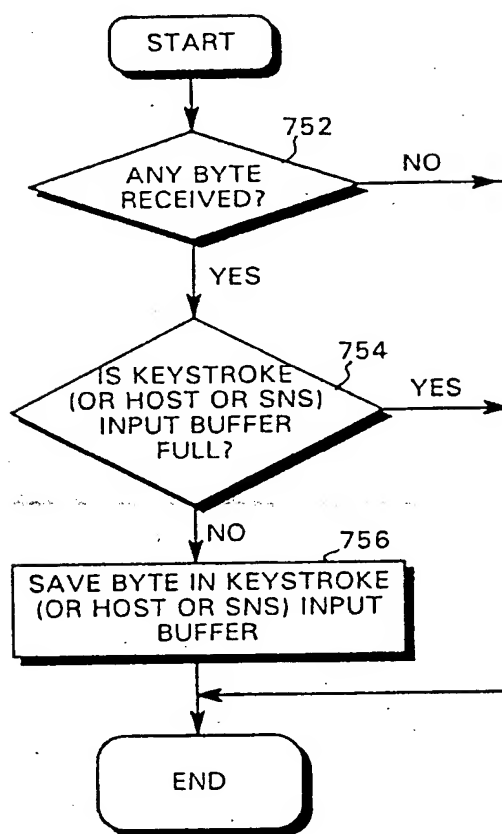 START
752
ANY BYTE
RECEIVED?
NO
YES
754
IS KEYSTROKE
(OR HOST OR SNS)
INPUT BUFFER
FULL?
YES
NO
756
SAVE BYTE IN KEYSTROKE
(OR HOST OR SNS) INPUT
BUFFER
END